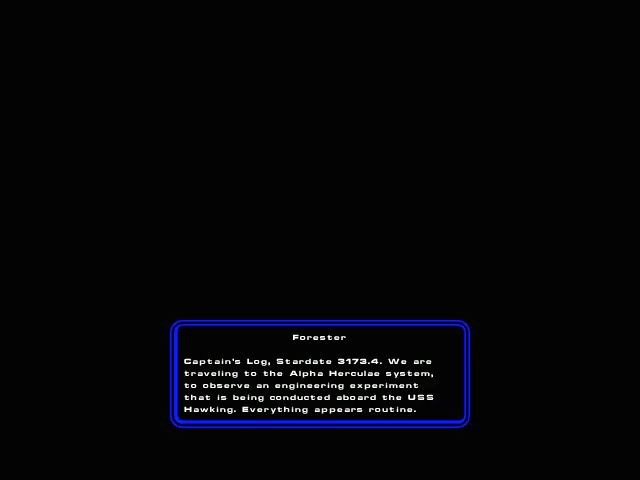 Forester
Captain's Log, Stardate 3173.4. We are
traveling to the Alpha Herculae system,
to observe an engineering experiment
that is being conducted aboard the USS
Hawking. Everything appears routine.